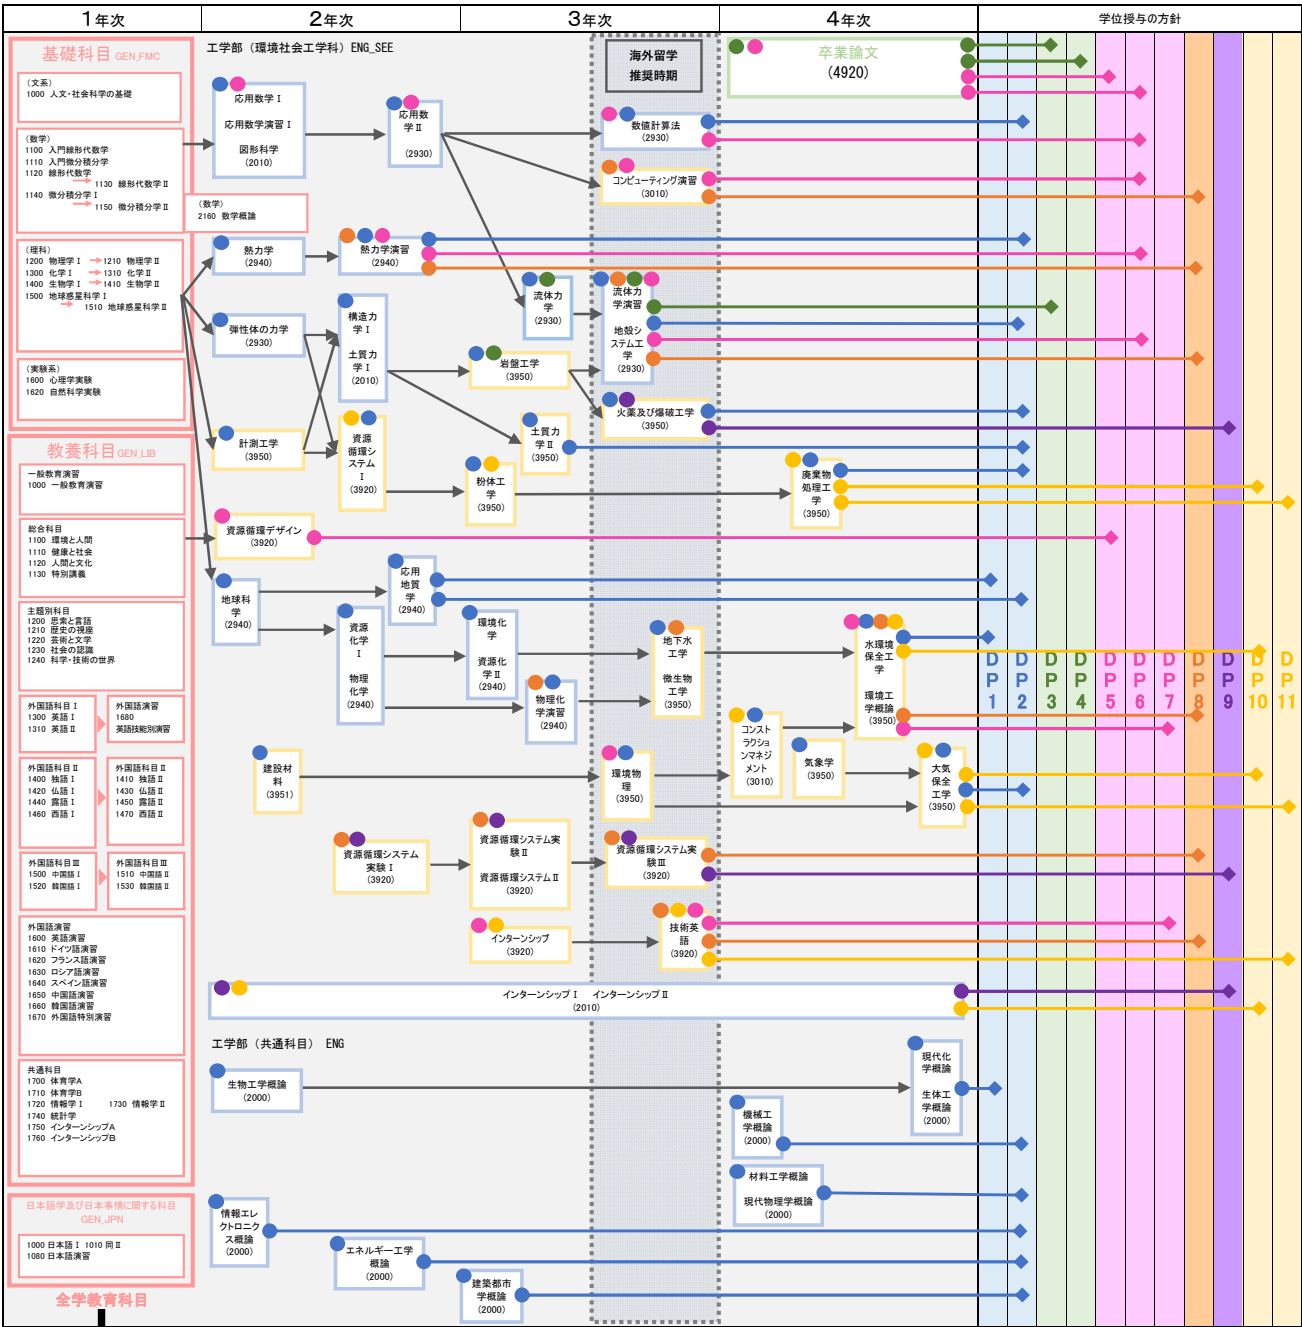 1年次
2年次
3年次
4年次
学位授与の方針
基礎科目 GEN_FMC
（文系）
1000 人文・社会科学の基礎
（数学）
1100 入門線形代数学
1110 入門微分積分学
1120 線形代数学
1130 線形代数学Ⅱ
1140 微分積分学Ⅰ
1150 微分積分学Ⅱ
（数学）
2160 数学概論
（理科）
1200 物理学Ⅰ
1210 物理学Ⅱ
1300 化学Ⅰ
1310 化学Ⅱ
1400 生物学Ⅰ
1410 生物学Ⅱ
1500 地球惑星科学Ⅰ
1510 地球惑星科学Ⅱ
（実験系）
1600 心理学実験
1620 自然科学実験
教養科目GEN_LIB
一般教育演習
1000 一般教育演習
総合科目
1100 環境と人間
1110 健康と社会
1120 人間と文化
1130 特別講義
主題別科目
1200 思索と言語
1210 歴史の視座
1220 芸術と文学
1230 社会の認識
1240 科学・技術の世界
外国語科目Ⅰ
1300 英語Ⅰ
1310 英語Ⅱ
外国語演習
1680
英語技能別演習
外国語科目Ⅱ
1400 独語Ⅰ
1420 仏語Ⅰ
1440 露語Ⅰ
1460 西語Ⅰ
外国語科目Ⅱ
1410 独語Ⅱ
1430 仏語Ⅱ
1450 露語Ⅱ
1470 西語Ⅱ
外国語科目Ⅲ
1500 中国語Ⅰ
1520 韓国語Ⅰ
外国語科目Ⅲ
1510 中国語Ⅱ
1530 韓国語Ⅱ
外国語演習
1600 英語演習
1610 ドイツ語演習
1620 フランス語演習
1630 ロシア語演習
1640 スペイン語演習
1650 中国語演習
1660 韓国語演習
1670 外国語特別演習
共通科目
1700 体育学A
1710 体育学B
1720 情報学Ⅰ
1730 情報学Ⅱ
1740 統計学
1750 インターンシップA
1760 インターンシップB
日本語学及び日本事情に関する科目
GEN_JPN
1000 日本語Ⅰ 1010 同Ⅱ
1080 日本語演習
全学教育科目
工学部（環境社会工学科）ENG_SEE
海外留学
推奨時期
卒業論文
(4920)
応用数学Ⅰ
応用数学演習Ⅰ
図形科学
(2010)
応用数
学Ⅱ
(2930)
数値計算法
(2930)
コンピューティング演習
(3010)
熱力学
(2940)
熱力学演習
(2940)
流体力
学
(2930)
流体力
学演習
地殻シ
ステム工
学
(2930)
弾性体の力学
(2930)
構造力
学Ⅰ
土質力
学Ⅰ
(2010)
岩盤工学
(3950)
火薬及び爆破工学
(3950)
計測工学
(3950)
資源
循環シ
ステム
Ⅰ
(3920)
土質力
学Ⅱ
(3950)
粉体工
学
(3950)
廃棄物
処理工
学
(3950)
資源循環デザイン
(3920)
地球科
学
(2940)
応用
地質
学
(2940)
資源
化学
Ⅰ
物理
化学
(2940)
環境化
学
資源化
学Ⅱ
(2940)
物理化
学演習
(2940)
地下水
工学
微生物
工学
(3950)
水環境
保全工
学
環境工
学概論
(3950)
コンスト
ラクショ
ンマネジ
メント
(3010)
気象学
(3950)
大気
保全
工学
(3950)
建設材
料
(3951)
環境物
理
(3950)
資源循環システム
実験Ⅰ
(3920)
資源循環システム実
験Ⅱ
資源循環システムⅡ
(3920)
資源循環システム実
験Ⅲ
(3920)
インターンシップ
(3920)
技術英
語
(3920)
インターンシップⅠ インターンシップⅡ
(2010)
工学部（共通科目） ENG
生物工学概論
(2000)
現代化
学概論
生体工
学概論
(2000)
機械工
学概論
(2000)
材料工学概論
現代物理学概論
(2000)
情報エレ
クトロニク
ス概論
(2000)
エネルギー工学
概論
(2000)
建築都市
学概論
(2000)
DP1
DP2
DP3
DP4
DP5
DP6
DP7
DP8
DP9
DP10
DP11